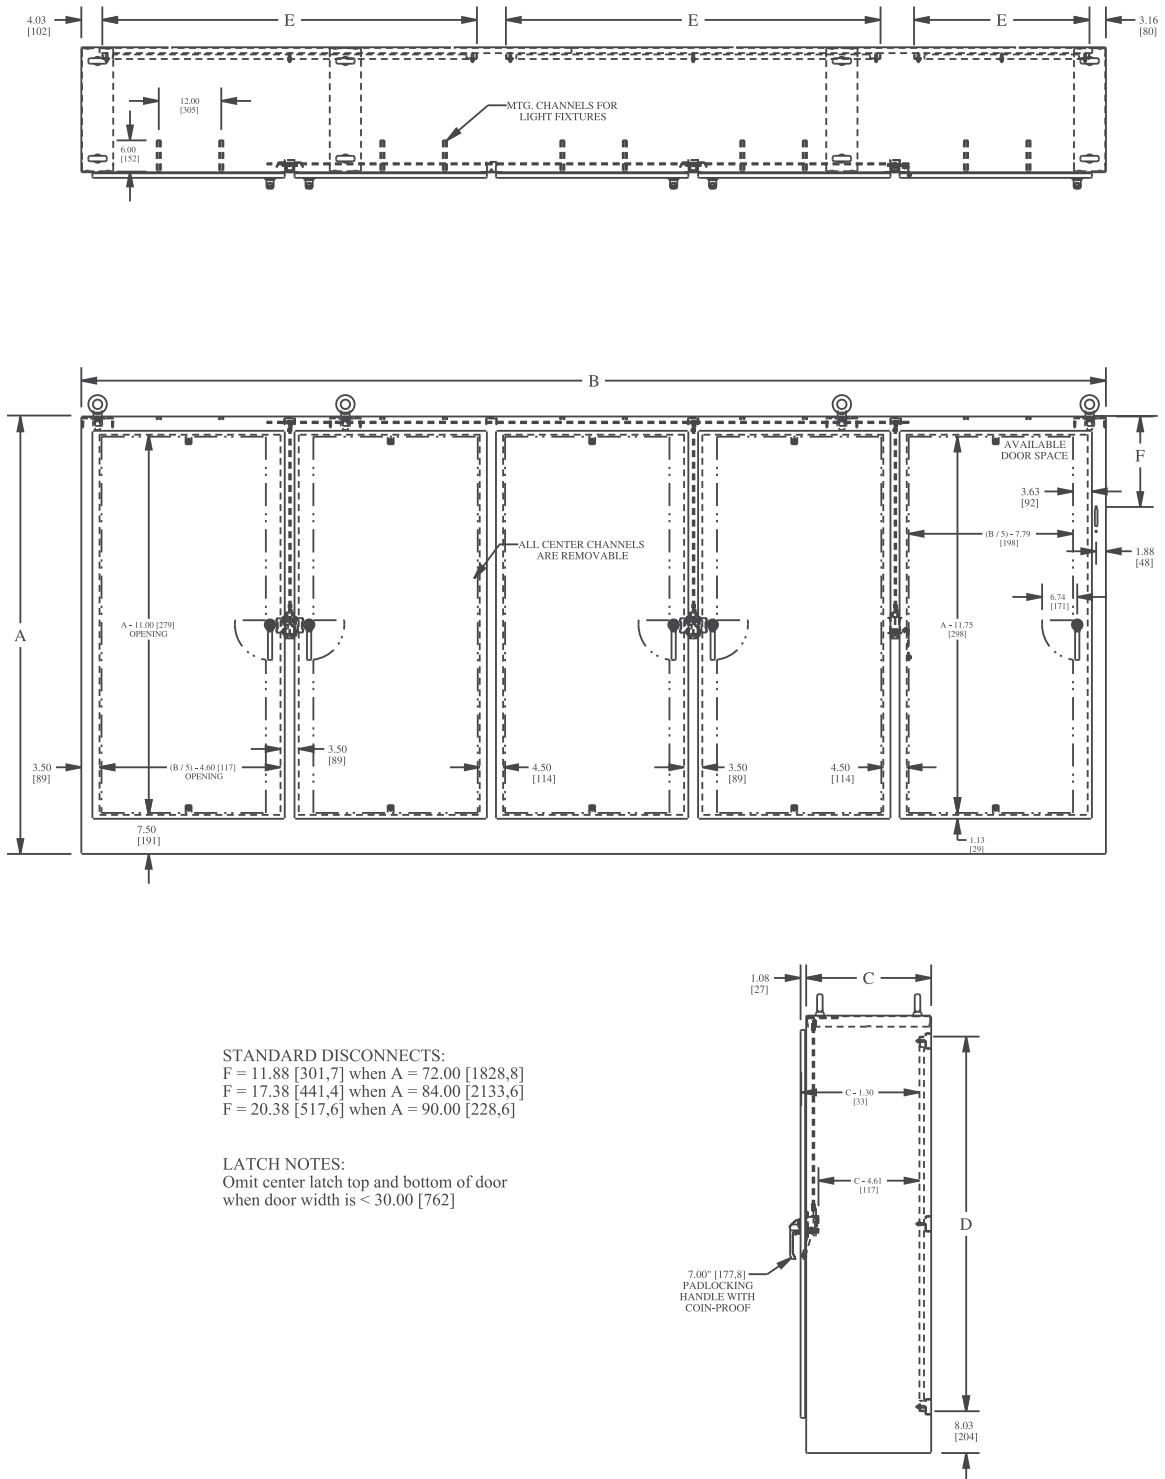 4.03
[102]
E
E
E
3.16
[80]
12.00
[305]
MTG. CHANNELS FOR
LIGHT FIXTURES
6.00
[152]
B
AVAILABLE
DOOR SPACE
F
3.63
[92]
(B / 5) - 7.79
[198]
1.88
[48]
ALL CENTER CHANNELS
ARE REMOVABLE
6.74
[171]
A
A - 11.00 [279]
OPENING
A - 11.75
[298]
3.50
[89]
(B / 5) - 4.60 [117]
OPENING
3.50
[89]
4.50
[114]
3.50
[89]
4.50
[114]
7.50
[191]
1.13
[29]
1.08
[27]
C
STANDARD DISCONNECTS:
F = 11.88 [301,7] when A = 72.00 [1828,8]
F = 17.38 [441,4] when A = 84.00 [2133,6]
F = 20.38 [517,6] when A = 90.00 [228,6]
C - 1.30
[33]
LATCH NOTES:
Omit center latch top and bottom of door
when door width is < 30.00 [762]
C - 4.61
[117]
D
7.00" [177.8]
PADLOCKING
HANDLE WITH
COIN-PROOF
8.03
[204]